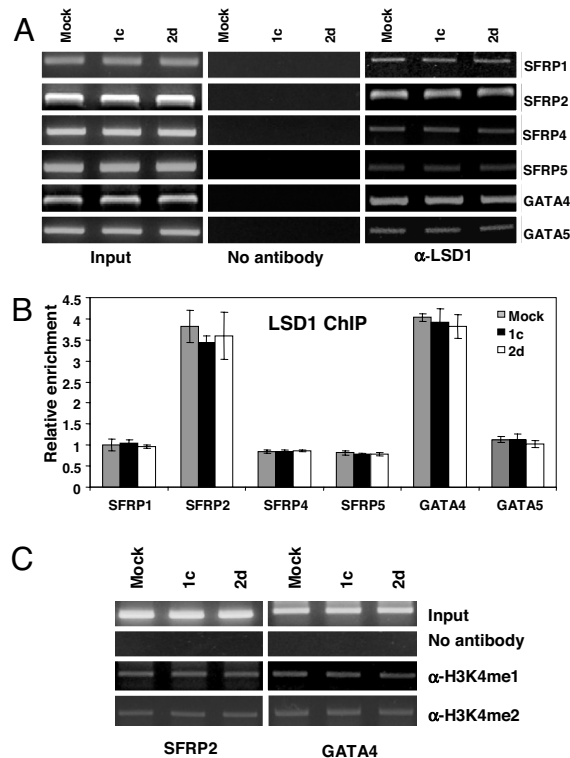 A
Mock 1c 2d Mock 1c 2d Mock 1c 2d
SFRP1
SFRP2
SFRP4
SFRP5
GATA4
GATA5
Input No antibody α-LSD1
B
LSD1 ChIP
Mock
1c
2d
Relative enrichment
4.5
4
3.5
3
2.5
2
1.5
1
0.5
0
SFRP1 SFRP2 SFRP4 SFRP5 GATA4 GATA5
C
Mock 1c 2d Mock 1c 2d
Input
No antibody
α-H3K4me1
α-H3K4me2
SFRP2 GATA4